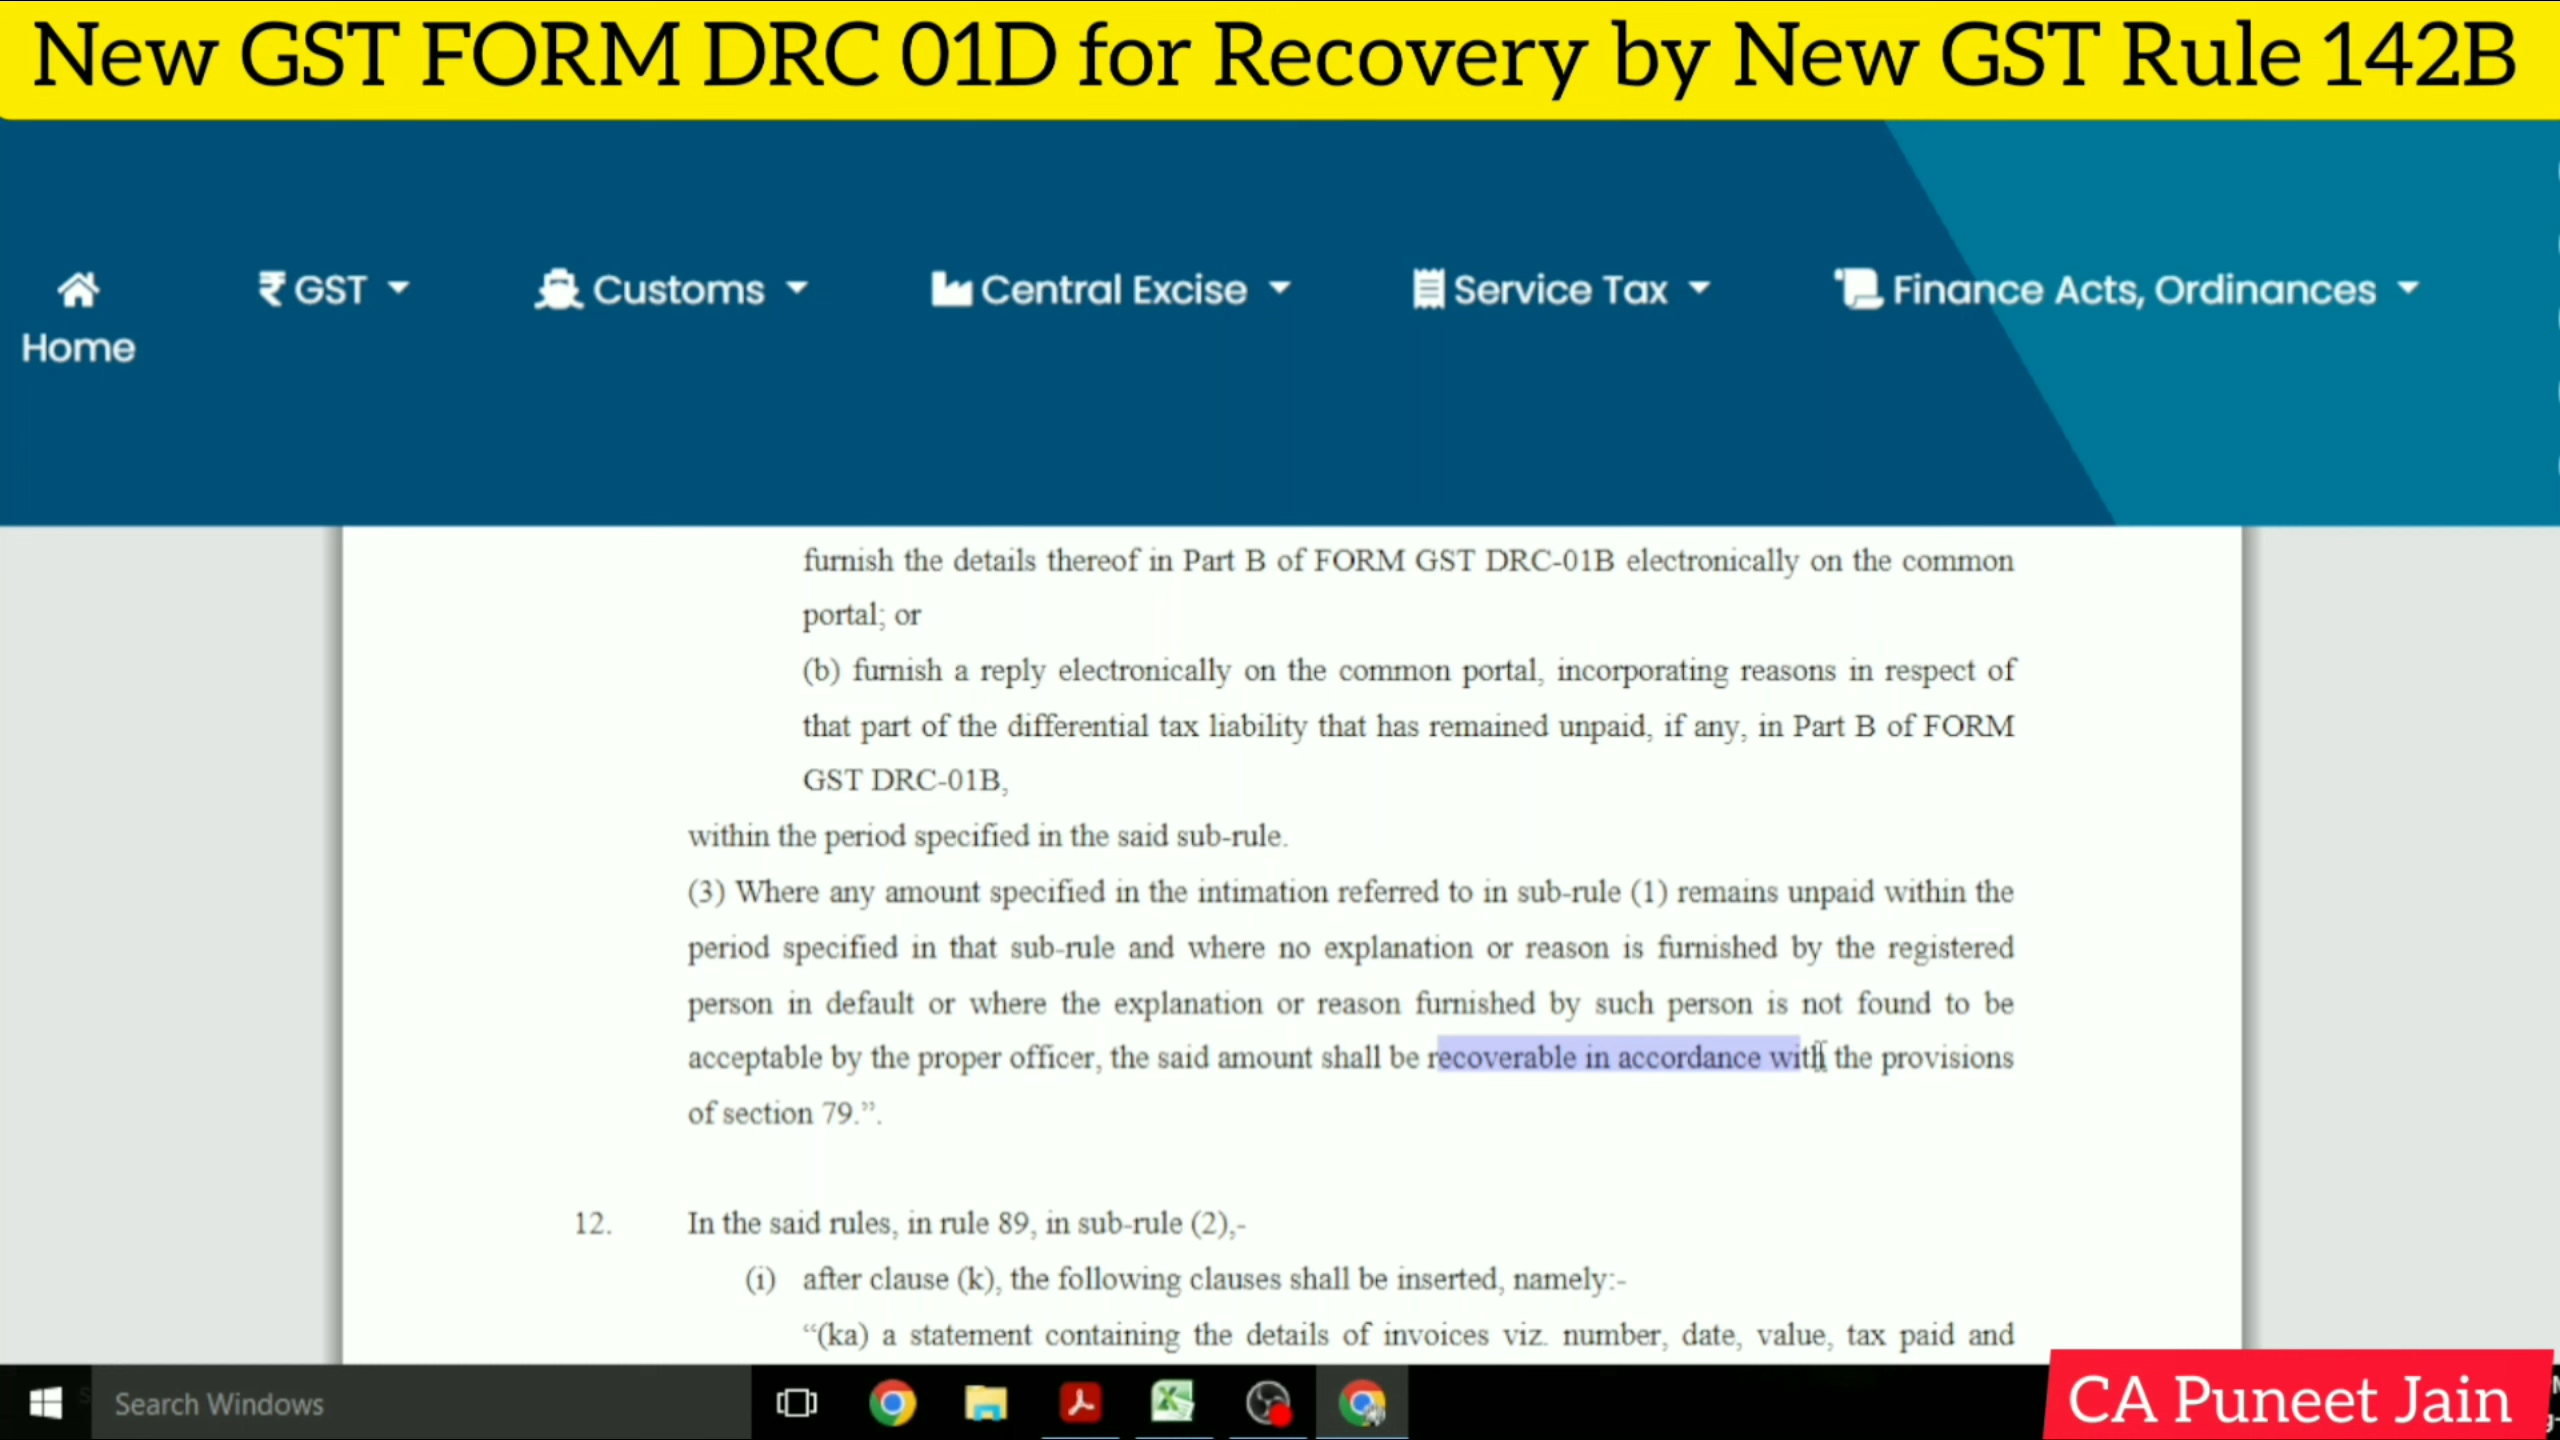 New GST FORM DRC 01D for Recovery by New GST Rule 142B
Home
GST
Customs
Central Excise
Service Tax
Finance Acts, Ordinances
furnish the details thereof in Part B of FORM GST DRC-01B electronically on the common
portal; or
(b) furnish a reply electronically on the common portal, incorporating reasons in respect of
that part of the differential tax liability that has remained unpaid, if any, in Part B of FORM
GST DRC-01B,
within the period specified in the said sub-rule.
(3) Where any amount specified in the intimation referred to in sub-rule (1) remains unpaid within the
period specified in that sub-rule and where no explanation or reason is furnished by the registered
person in default or where the explanation or reason furnished by such person is not found to be
acceptable by the proper officer, the said amount shall be recoverable in accordance with the provisions
of section 79.”.
12. In the said rules, in rule 89, in sub-rule (2),-
(i) after clause (k), the following clauses shall be inserted, namely:-
“(ka) a statement containing the details of invoices viz. number, date, value, tax paid and
Search Windows
CA Puneet Jain